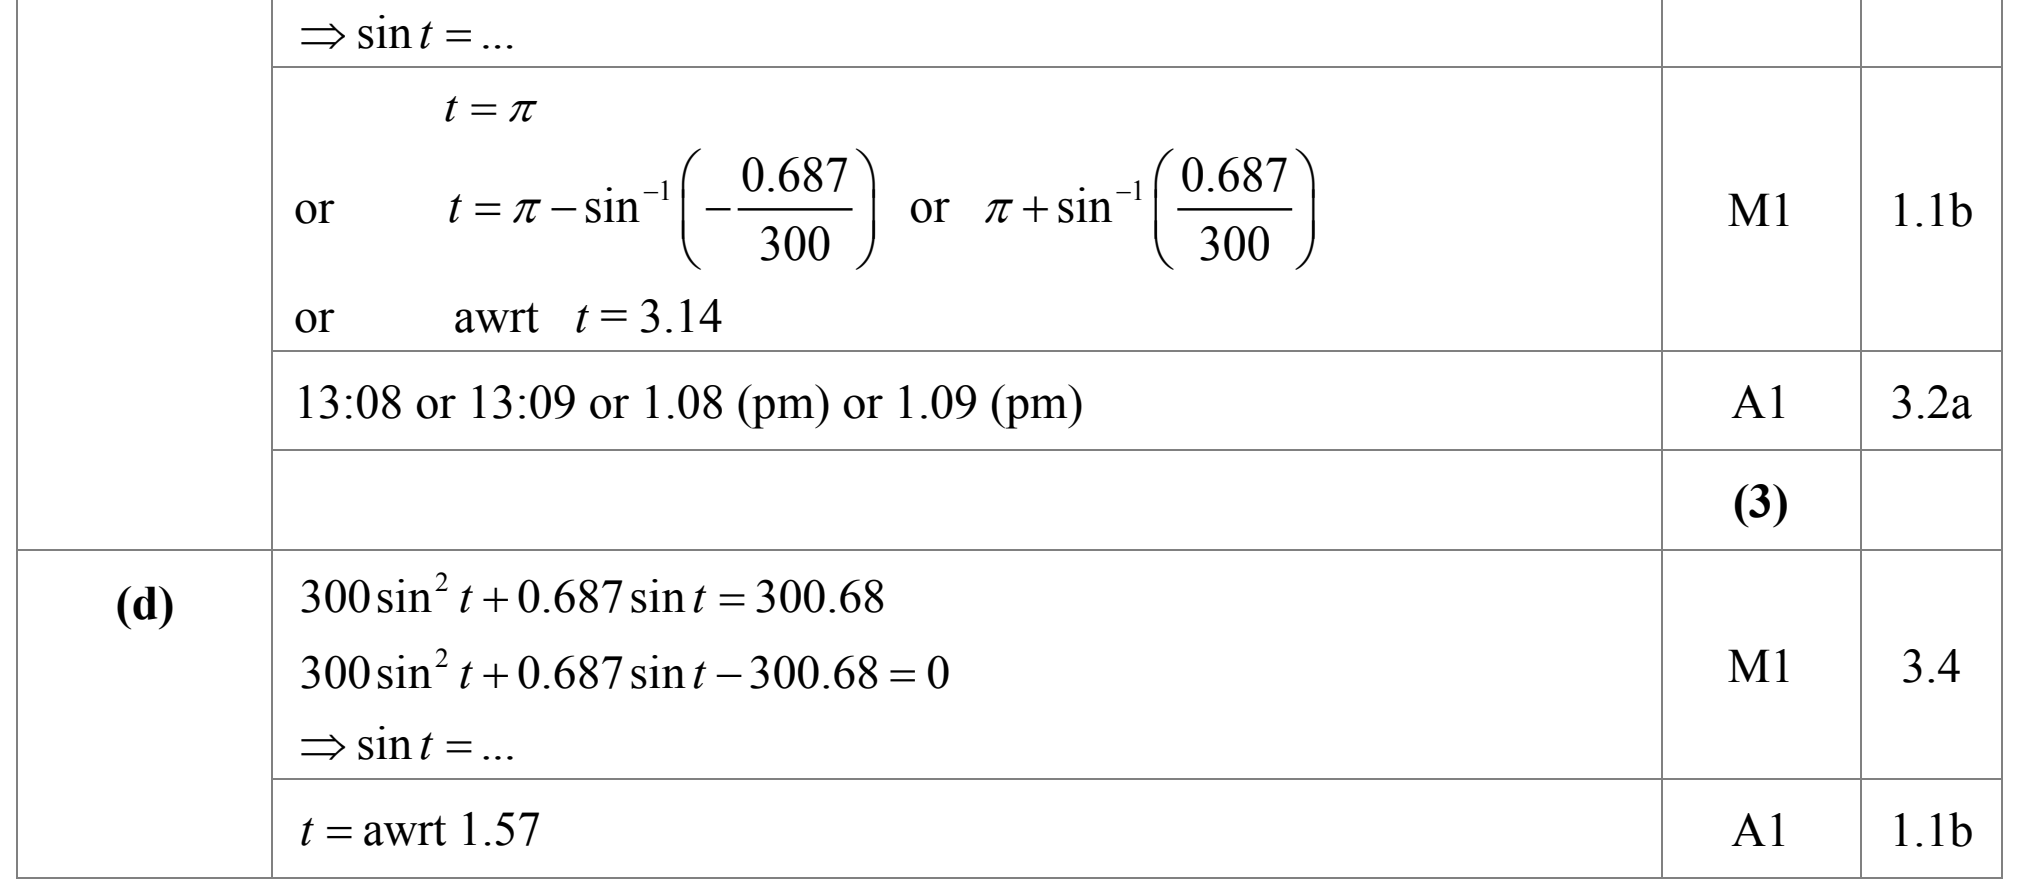 ⇒ sin t = ...
t = π
or t = π − sin⁻¹(−0.687/300) or π + sin⁻¹(0.687/300) M1 1.1b
or awrt t = 3.14
13:08 or 13:09 or 1.08 (pm) or 1.09 (pm) A1 3.2a
(3)
(d) 300 sin² t + 0.687 sin t = 300.68
300 sin² t + 0.687 sin t − 300.68 = 0 M1 3.4
⇒ sin t = ...
t = awrt 1.57 A1 1.1b